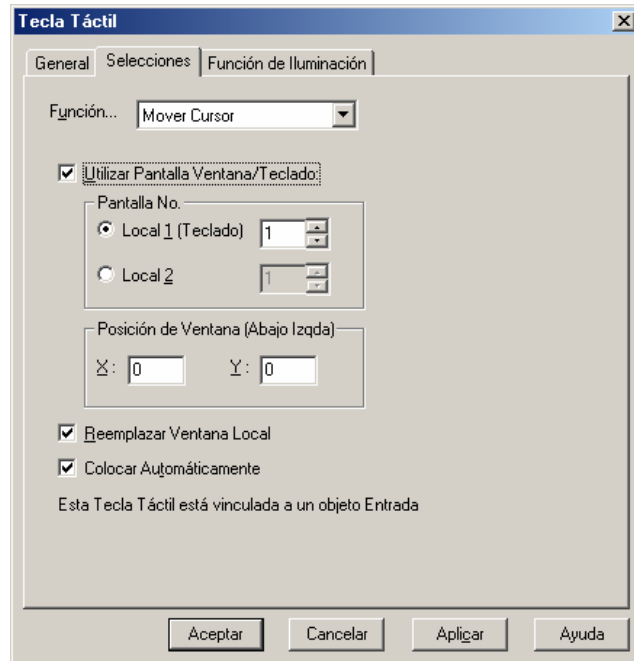 Tecla Táctil
General Selecciones Función de Iluminación
Función... Mover Cursor
Utilizar Pantalla Ventana/Teclado:
Pantalla No.
Local 1 (Teclado) 1
Local 2 1
Posición de Ventana (Abajo Izqda)
X: 0 Y: 0
Reemplazar Ventana Local
Colocar Automáticamente
Esta Tecla Táctil está vinculada a un objeto Entrada
Aceptar Cancelar Aplicar Ayuda